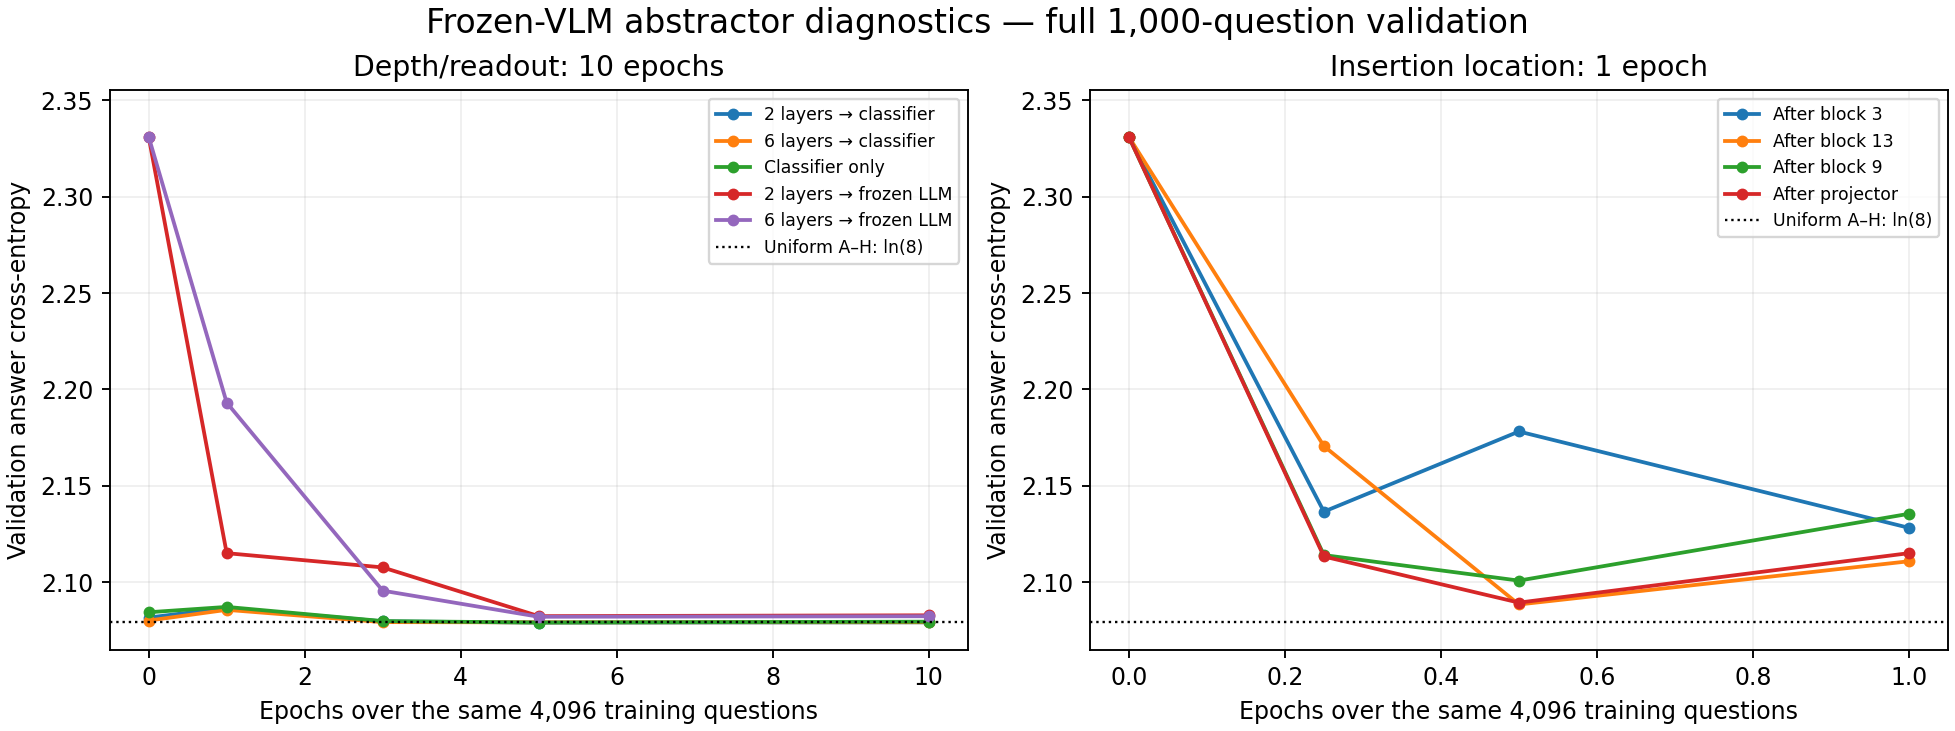 Frozen-VLM abstractor diagnostics — full 1,000-question validation
Depth/readout: 10 epochs
2.35
2.30
2.25
2.20
2.15
2.10
Validation answer cross-entropy
2 layers → classifier
6 layers → classifier
Classifier only
2 layers → frozen LLM
6 layers → frozen LLM
Uniform A–H: ln(8)
0 2 4 6 8 10
Epochs over the same 4,096 training questions
Insertion location: 1 epoch
2.35
2.30
2.25
2.20
2.15
2.10
Validation answer cross-entropy
After block 3
After block 13
After block 9
After projector
Uniform A–H: ln(8)
0.0 0.2 0.4 0.6 0.8 1.0
Epochs over the same 4,096 training questions